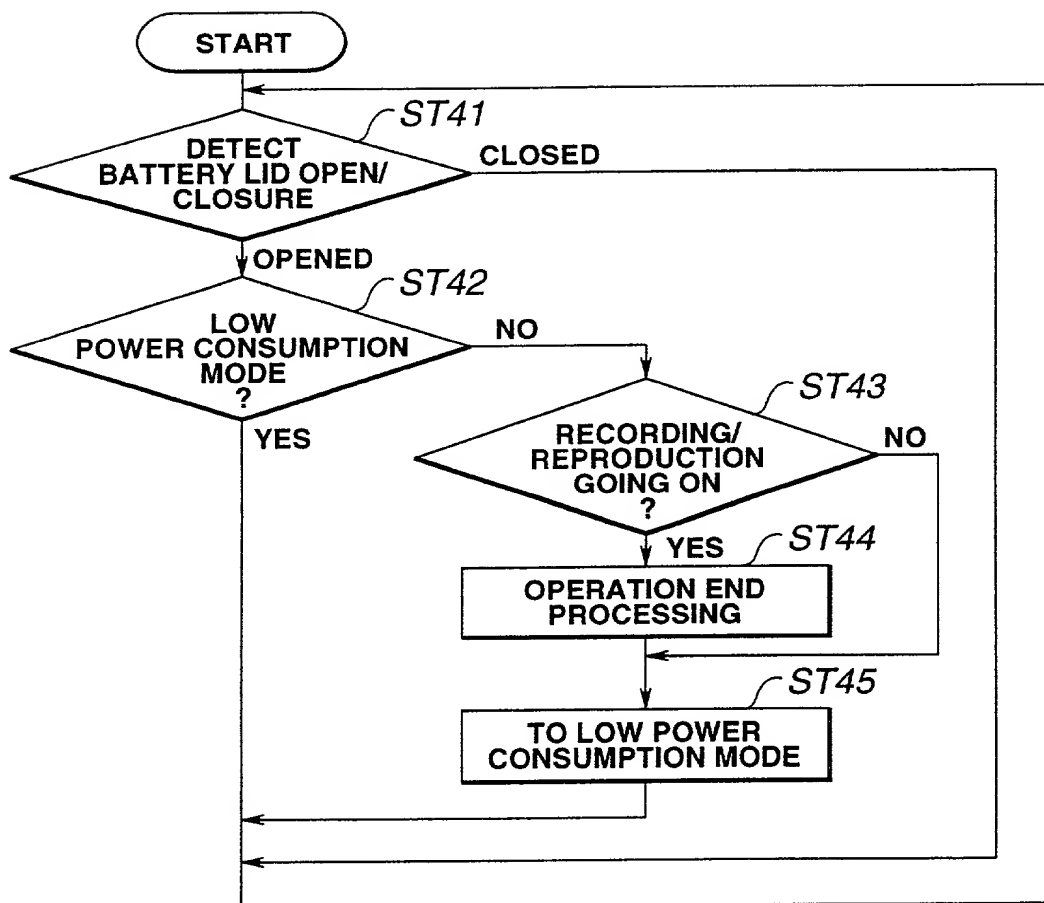 START
ST41
DETECT
BATTERY LID OPEN/
CLOSURE
CLOSED
OPENED
ST42
LOW
POWER CONSUMPTION
MODE
?
NO
YES
ST43
RECORDING/
REPRODUCTION
GOING ON
?
NO
YES
ST44
OPERATION END
PROCESSING
ST45
TO LOW POWER
CONSUMPTION MODE